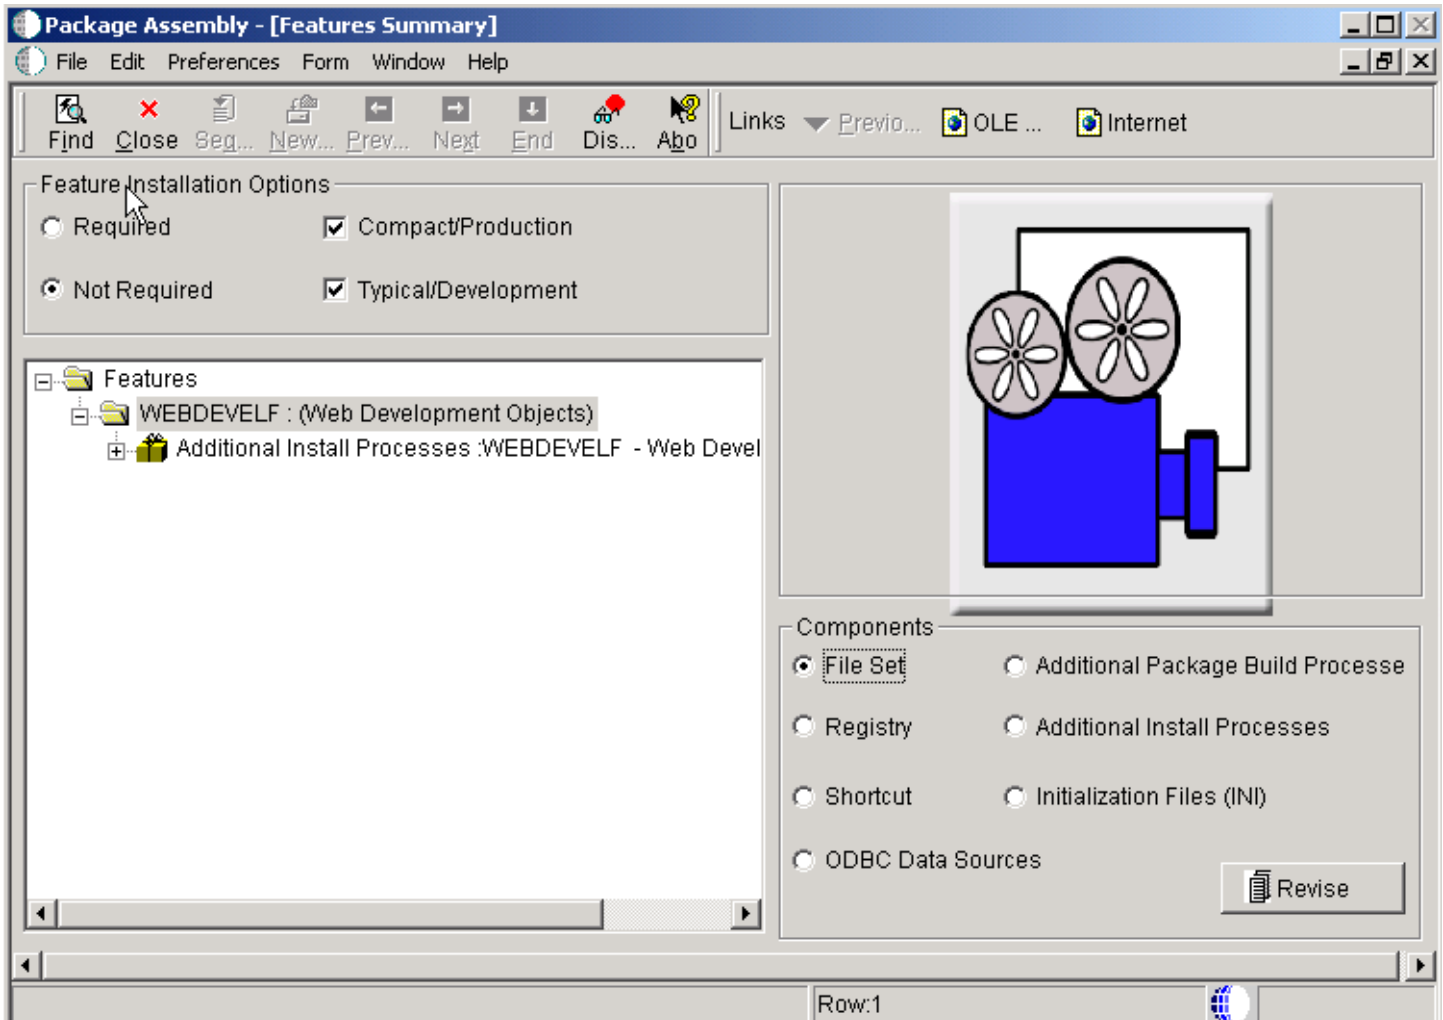 Package Assembly - [Features Summary]
File Edit Preferences Form Window Help
Find Close Seq... New... Prev... Next End Dis... Abo Links Previo... OLE ... Internet
Feature Installation Options
Required Compact/Production
Not Required Typical/Development
Features
WEBDEVELF : (Web Development Objects)
Additional Install Processes :WEBDEVELF - Web Devel
Components
File Set Additional Package Build Processe
Registry Additional Install Processes
Shortcut Initialization Files (INI)
ODBC Data Sources
Revise
Row:1